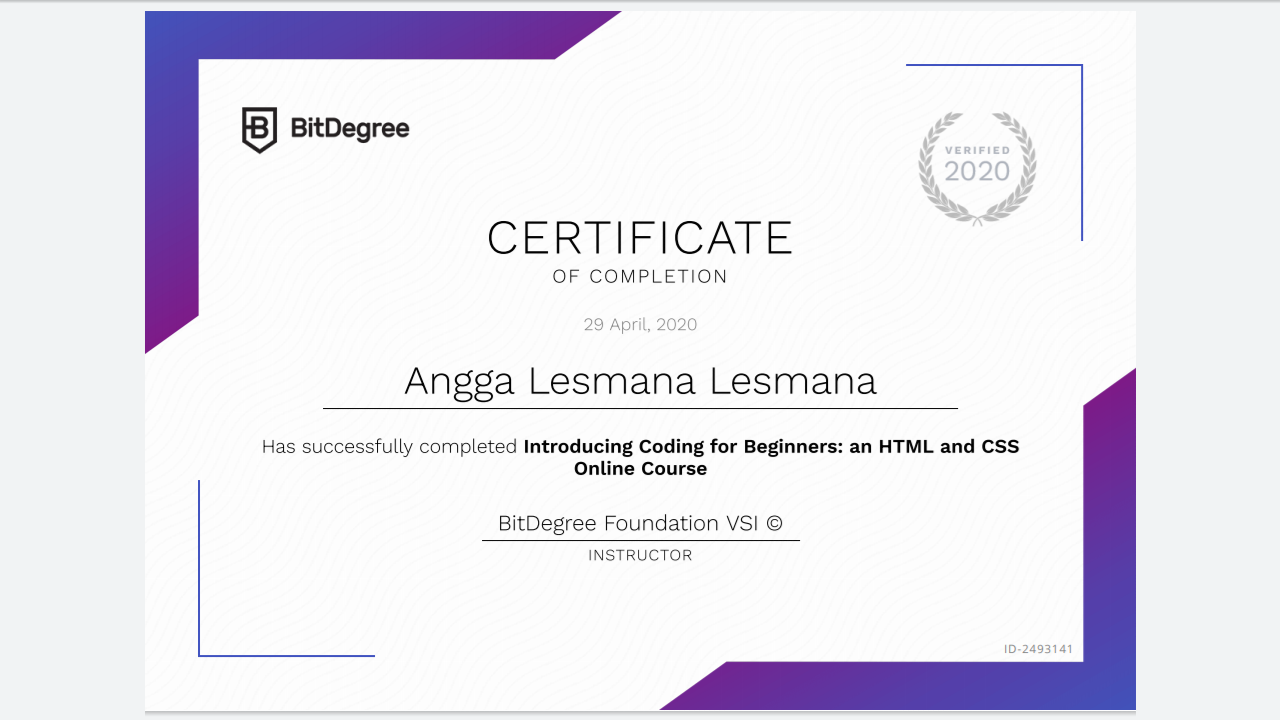 BitDegree
VERIFIED
2020
CERTIFICATE
OF COMPLETION
29 April, 2020
Angga Lesmana Lesmana
Has successfully completed Introducing Coding for Beginners: an HTML and CSS
Online Course
BitDegree Foundation VSI ©
INSTRUCTOR
ID-2493141